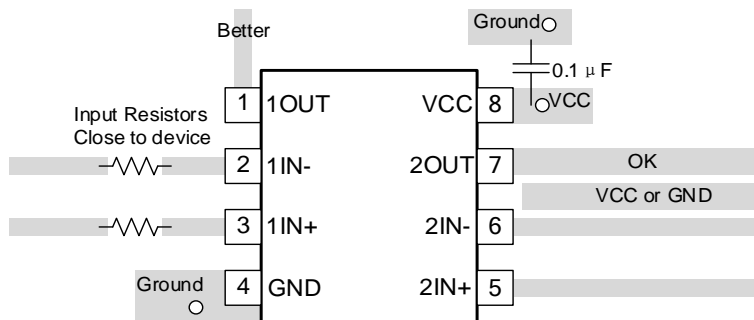 Ground
Better
0.1 μF
1 1OUT VCC 8 VCC
Input Resistors
Close to device
2 1IN- 2OUT 7 OK
VCC or GND
3 1IN+ 2IN- 6
Ground
4 GND 2IN+ 5